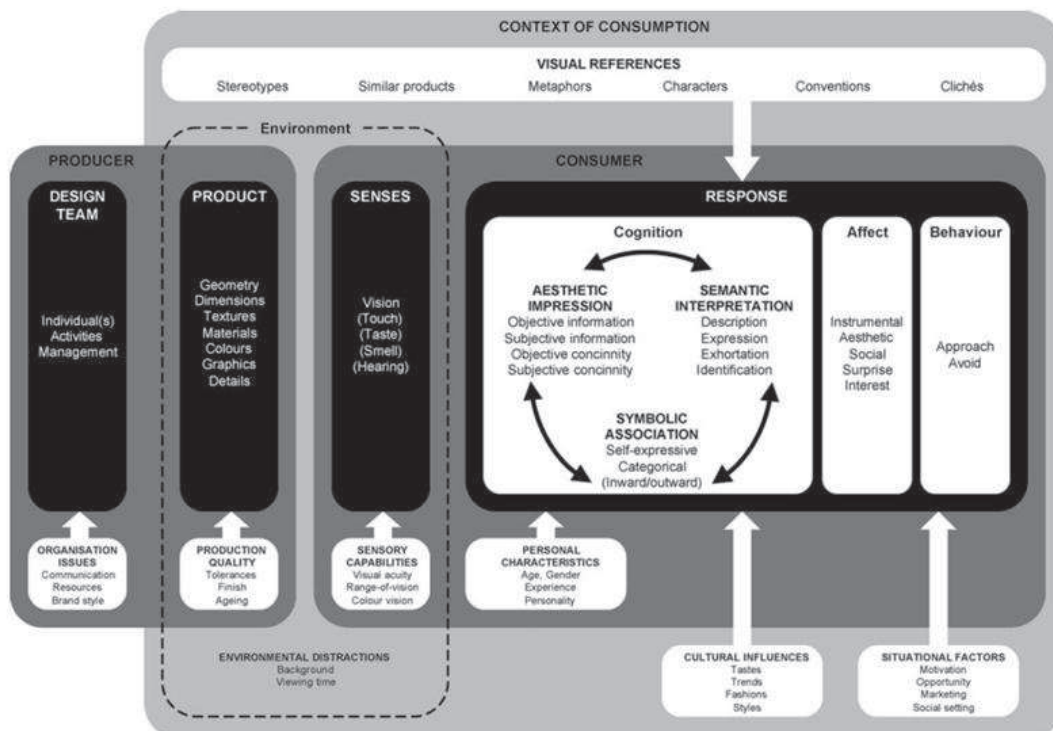 CONTEXT OF CONSUMPTION
VISUAL REFERENCES
Stereotypes Similar products Metaphors Characters Conventions Clichés
Environment
PRODUCER
CONSUMER
DESIGN
TEAM
Individual(s)
Activities
Management
PRODUCT
Geometry
Dimensions
Textures
Materials
Colours
Graphics
Details
SENSES
Vision
(Touch)
(Taste)
(Smell)
(Hearing)
RESPONSE
Cognition
AESTHETIC
IMPRESSION
Objective information
Subjective information
Objective concinnity
Subjective concinnity
SEMANTIC
INTERPRETATION
Description
Expression
Exhortation
Identification
SYMBOLIC
ASSOCIATION
Self-expressive
Categorical
(Inward/outward)
Affect
Instrumental
Aesthetic
Social
Surprise
Interest
Behaviour
Approach
Avoid
ORGANISATION
ISSUES
Communication
Resources
Brand style
PRODUCTION
QUALITY
Tolerances
Finish
Ageing
SENSORY
CAPABILITIES
Visual acuity
Range-of-vision
Colour vision
PERSONAL
CHARACTERISTICS
Age, Gender
Experience
Personality
ENVIRONMENTAL DISTRACTIONS
Background
Viewing time
CULTURAL INFLUENCES
Tastes
Trends
Fashions
Styles
SITUATIONAL FACTORS
Motivation
Opportunity
Marketing
Social setting